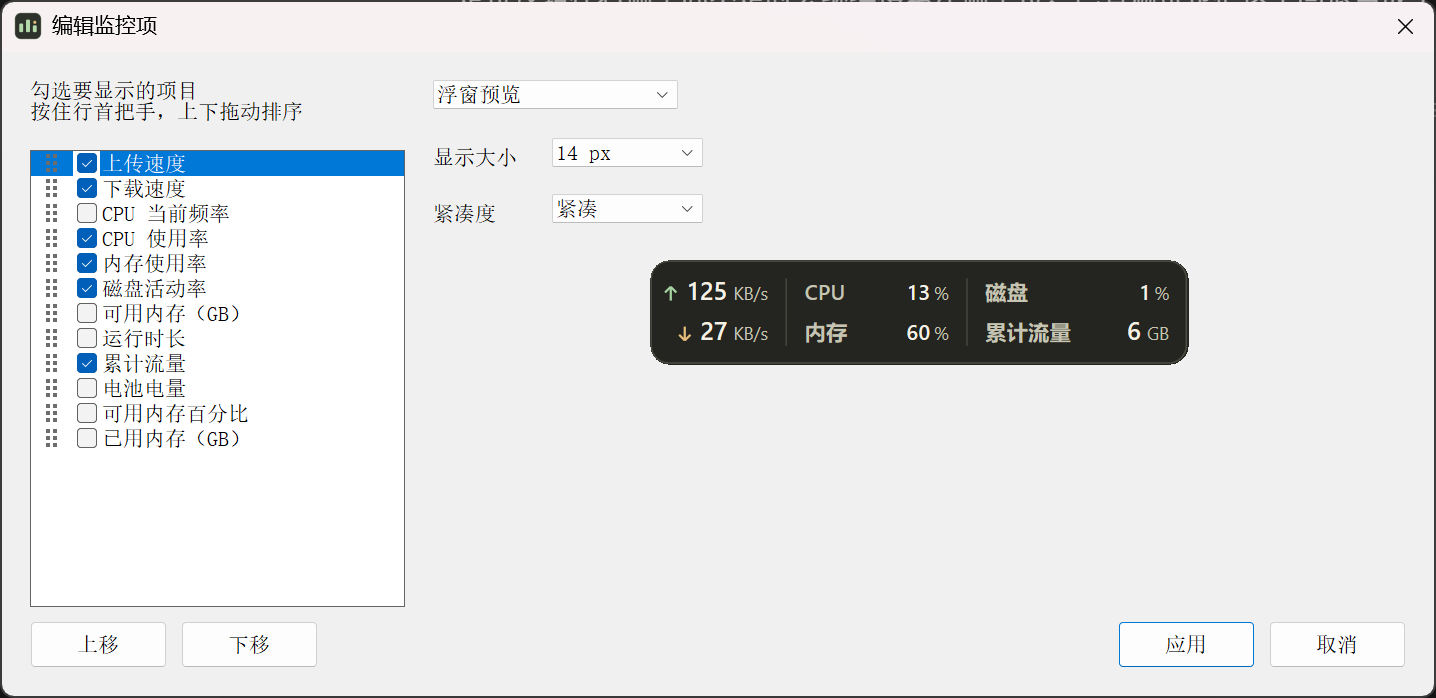 编辑监控项
勾选要显示的项目
按住行首把手，上下拖动排序
上传速度
下载速度
CPU 当前频率
CPU 使用率
内存使用率
磁盘活动率
可用内存（GB）
运行时长
累计流量
电池电量
可用内存百分比
已用内存（GB）
上移
下移
浮窗预览
显示大小
14 px
紧凑度
紧凑
↑ 125 KB/s
CPU 13 %
磁盘 1 %
↓ 27 KB/s
内存 60 %
累计流量 6 GB
应用
取消